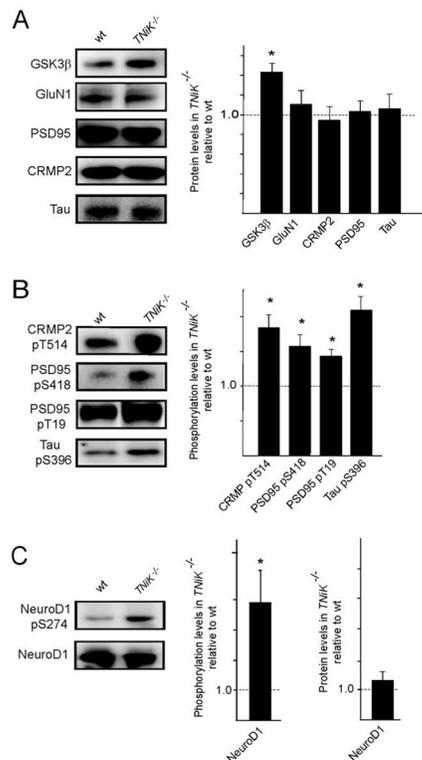 A
wt TNiK-/-
GSK3β
GluN1
PSD95
CRMP2
Tau
Protein levels in TNiK-/-
relative to wt
1.0
GSK3β GluN1 CRMP2 PSD95 Tau
*
B
wt TNiK-/-
CRMP2
pT514
PSD95
pS418
PSD95
pT19
Tau
pS396
Phosphorylation levels in TNiK-/-
relative to wt
1.0
* * * *
CRMP pT514 PSD95 pS418 PSD95 pT19 Tau pS396
C
wt TNiK-/-
NeuroD1
pS274
NeuroD1
Phosphorylation levels in TNiK-/-
relative to wt
1.0
*
NeuroD1
Protein levels in TNiK-/-
relative to wt
1.0
NeuroD1